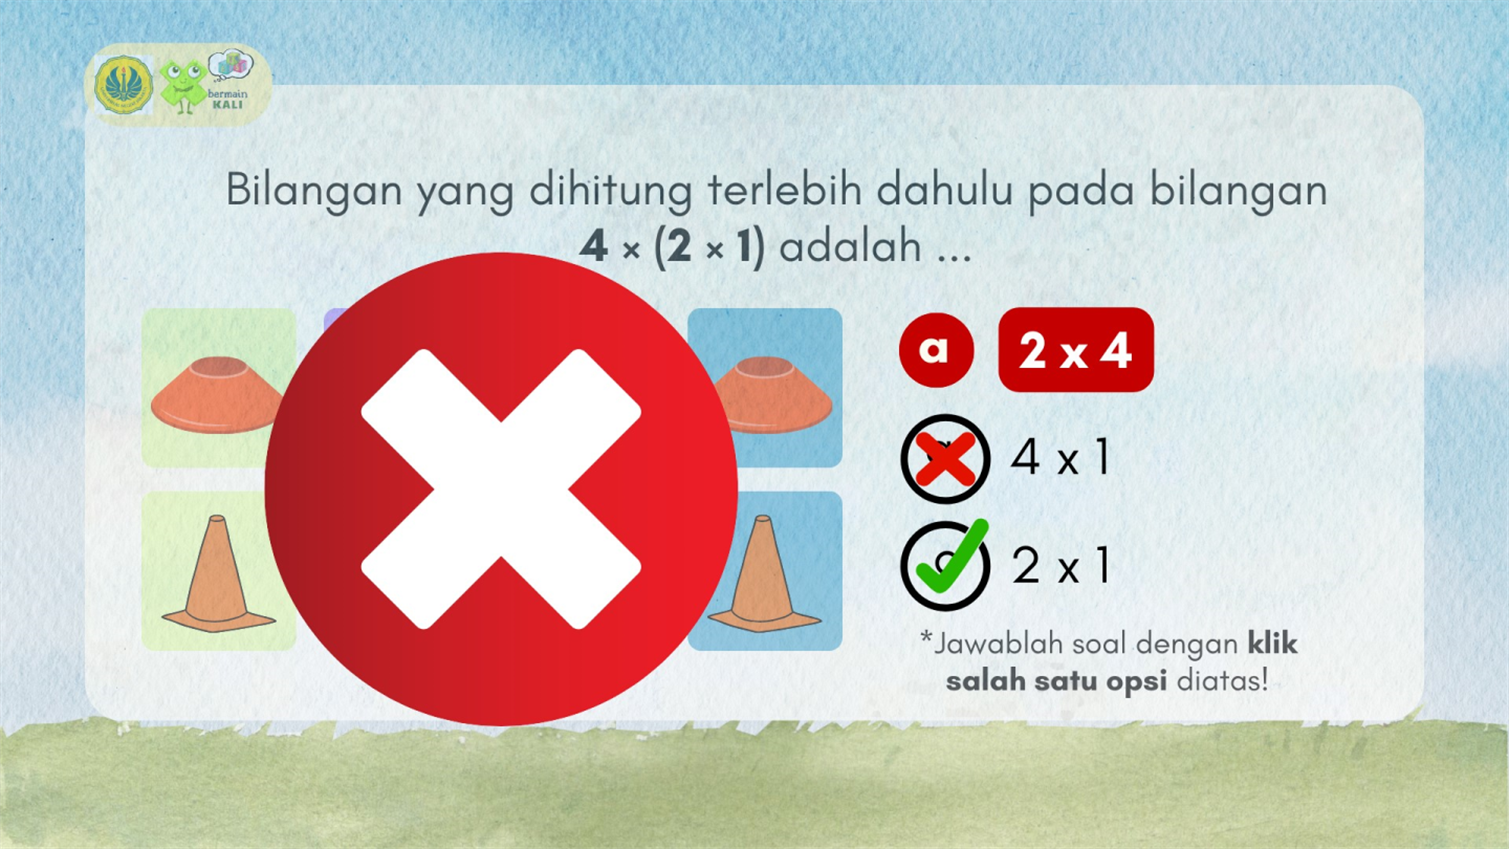 bermain
KALI
Bilangan yang dihitung terlebih dahulu pada bilangan
4 × (2 × 1) adalah ...
a 2 x 4
4 x 1
2 x 1
*Jawablah soal dengan klik
salah satu opsi diatas!